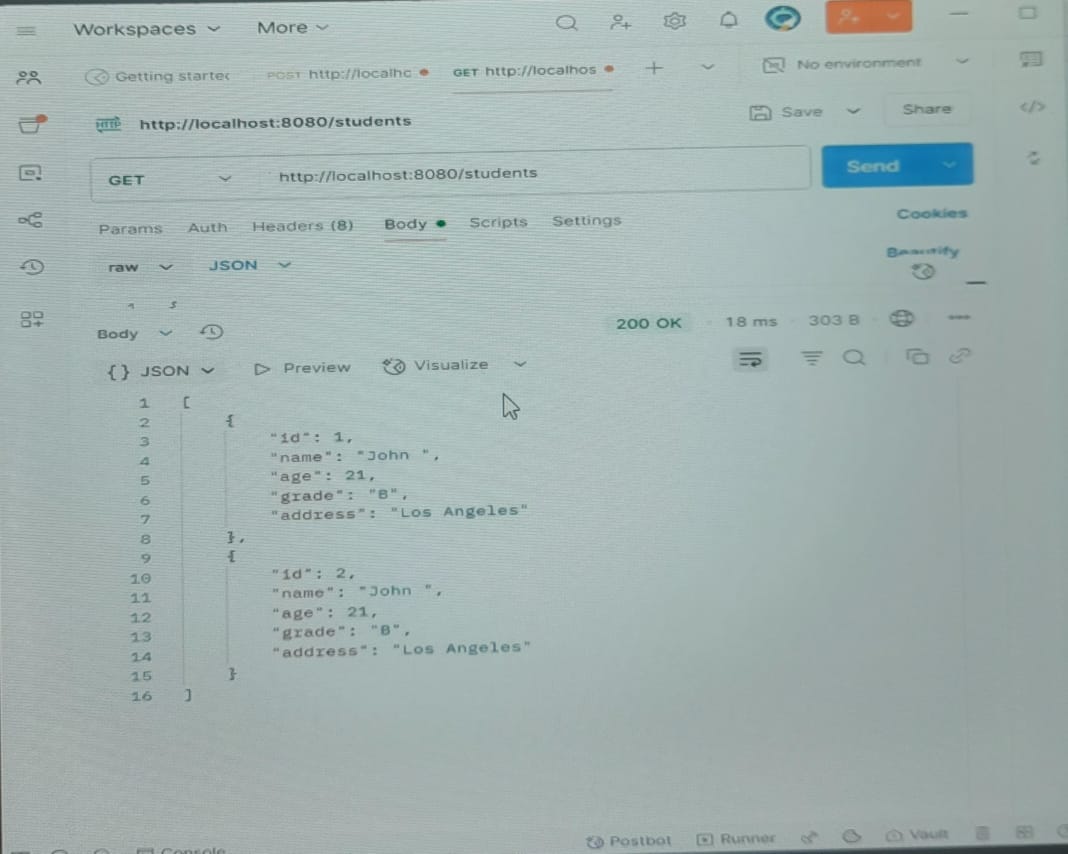 Workspaces More
Getting starte POST http://localhc GET http://localhos No environment
HTTP http://localhost:8080/students Save Share
GET http://localhost:8080/students Send
Params Auth Headers (8) Body Scripts Settings Cookies
raw JSON Beautify
Body 200 OK 18 ms 303 B
{} JSON Preview Visualize
1 [
2 {
3 "id": 1,
4 "name": "John ",
5 "age": 21,
6 "grade": "B",
7 "address": "Los Angeles"
8 },
9 {
10 "id": 2,
11 "name": "John ",
12 "age": 21,
13 "grade": "B",
14 "address": "Los Angeles"
15 }
16 ]
Postbot Runner Vault
Console